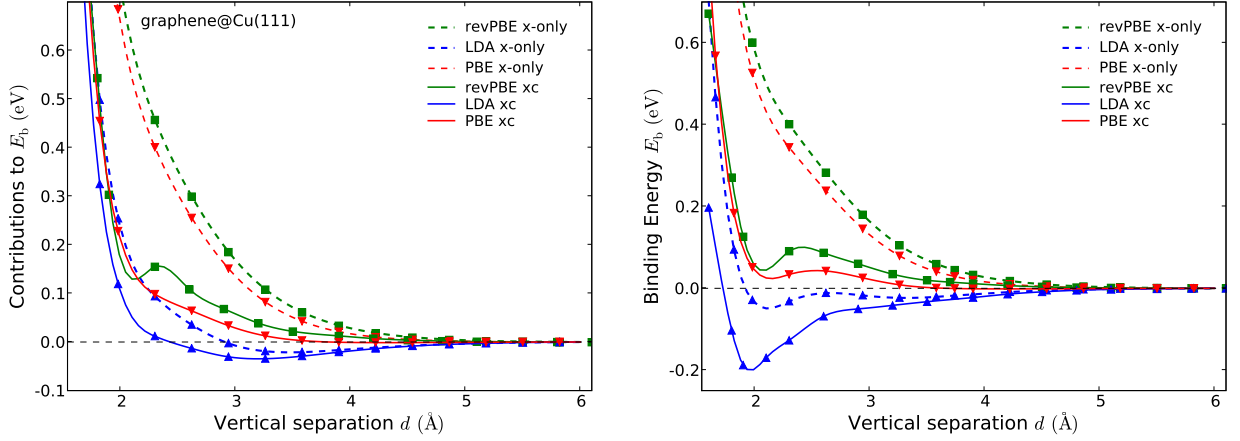 graphene@Cu(111)
revPBE x-only
LDA x-only
PBE x-only
revPBE xc
LDA xc
PBE xc
Contributions to E_b (eV)
0.6
0.5
0.4
0.3
0.2
0.1
0.0
-0.1
2
3
4
5
6
Vertical separation d (Å)
revPBE x-only
LDA x-only
PBE x-only
revPBE xc
LDA xc
PBE xc
Binding Energy E_b (eV)
0.6
0.4
0.2
0.0
-0.2
2
3
4
5
6
Vertical separation d (Å)